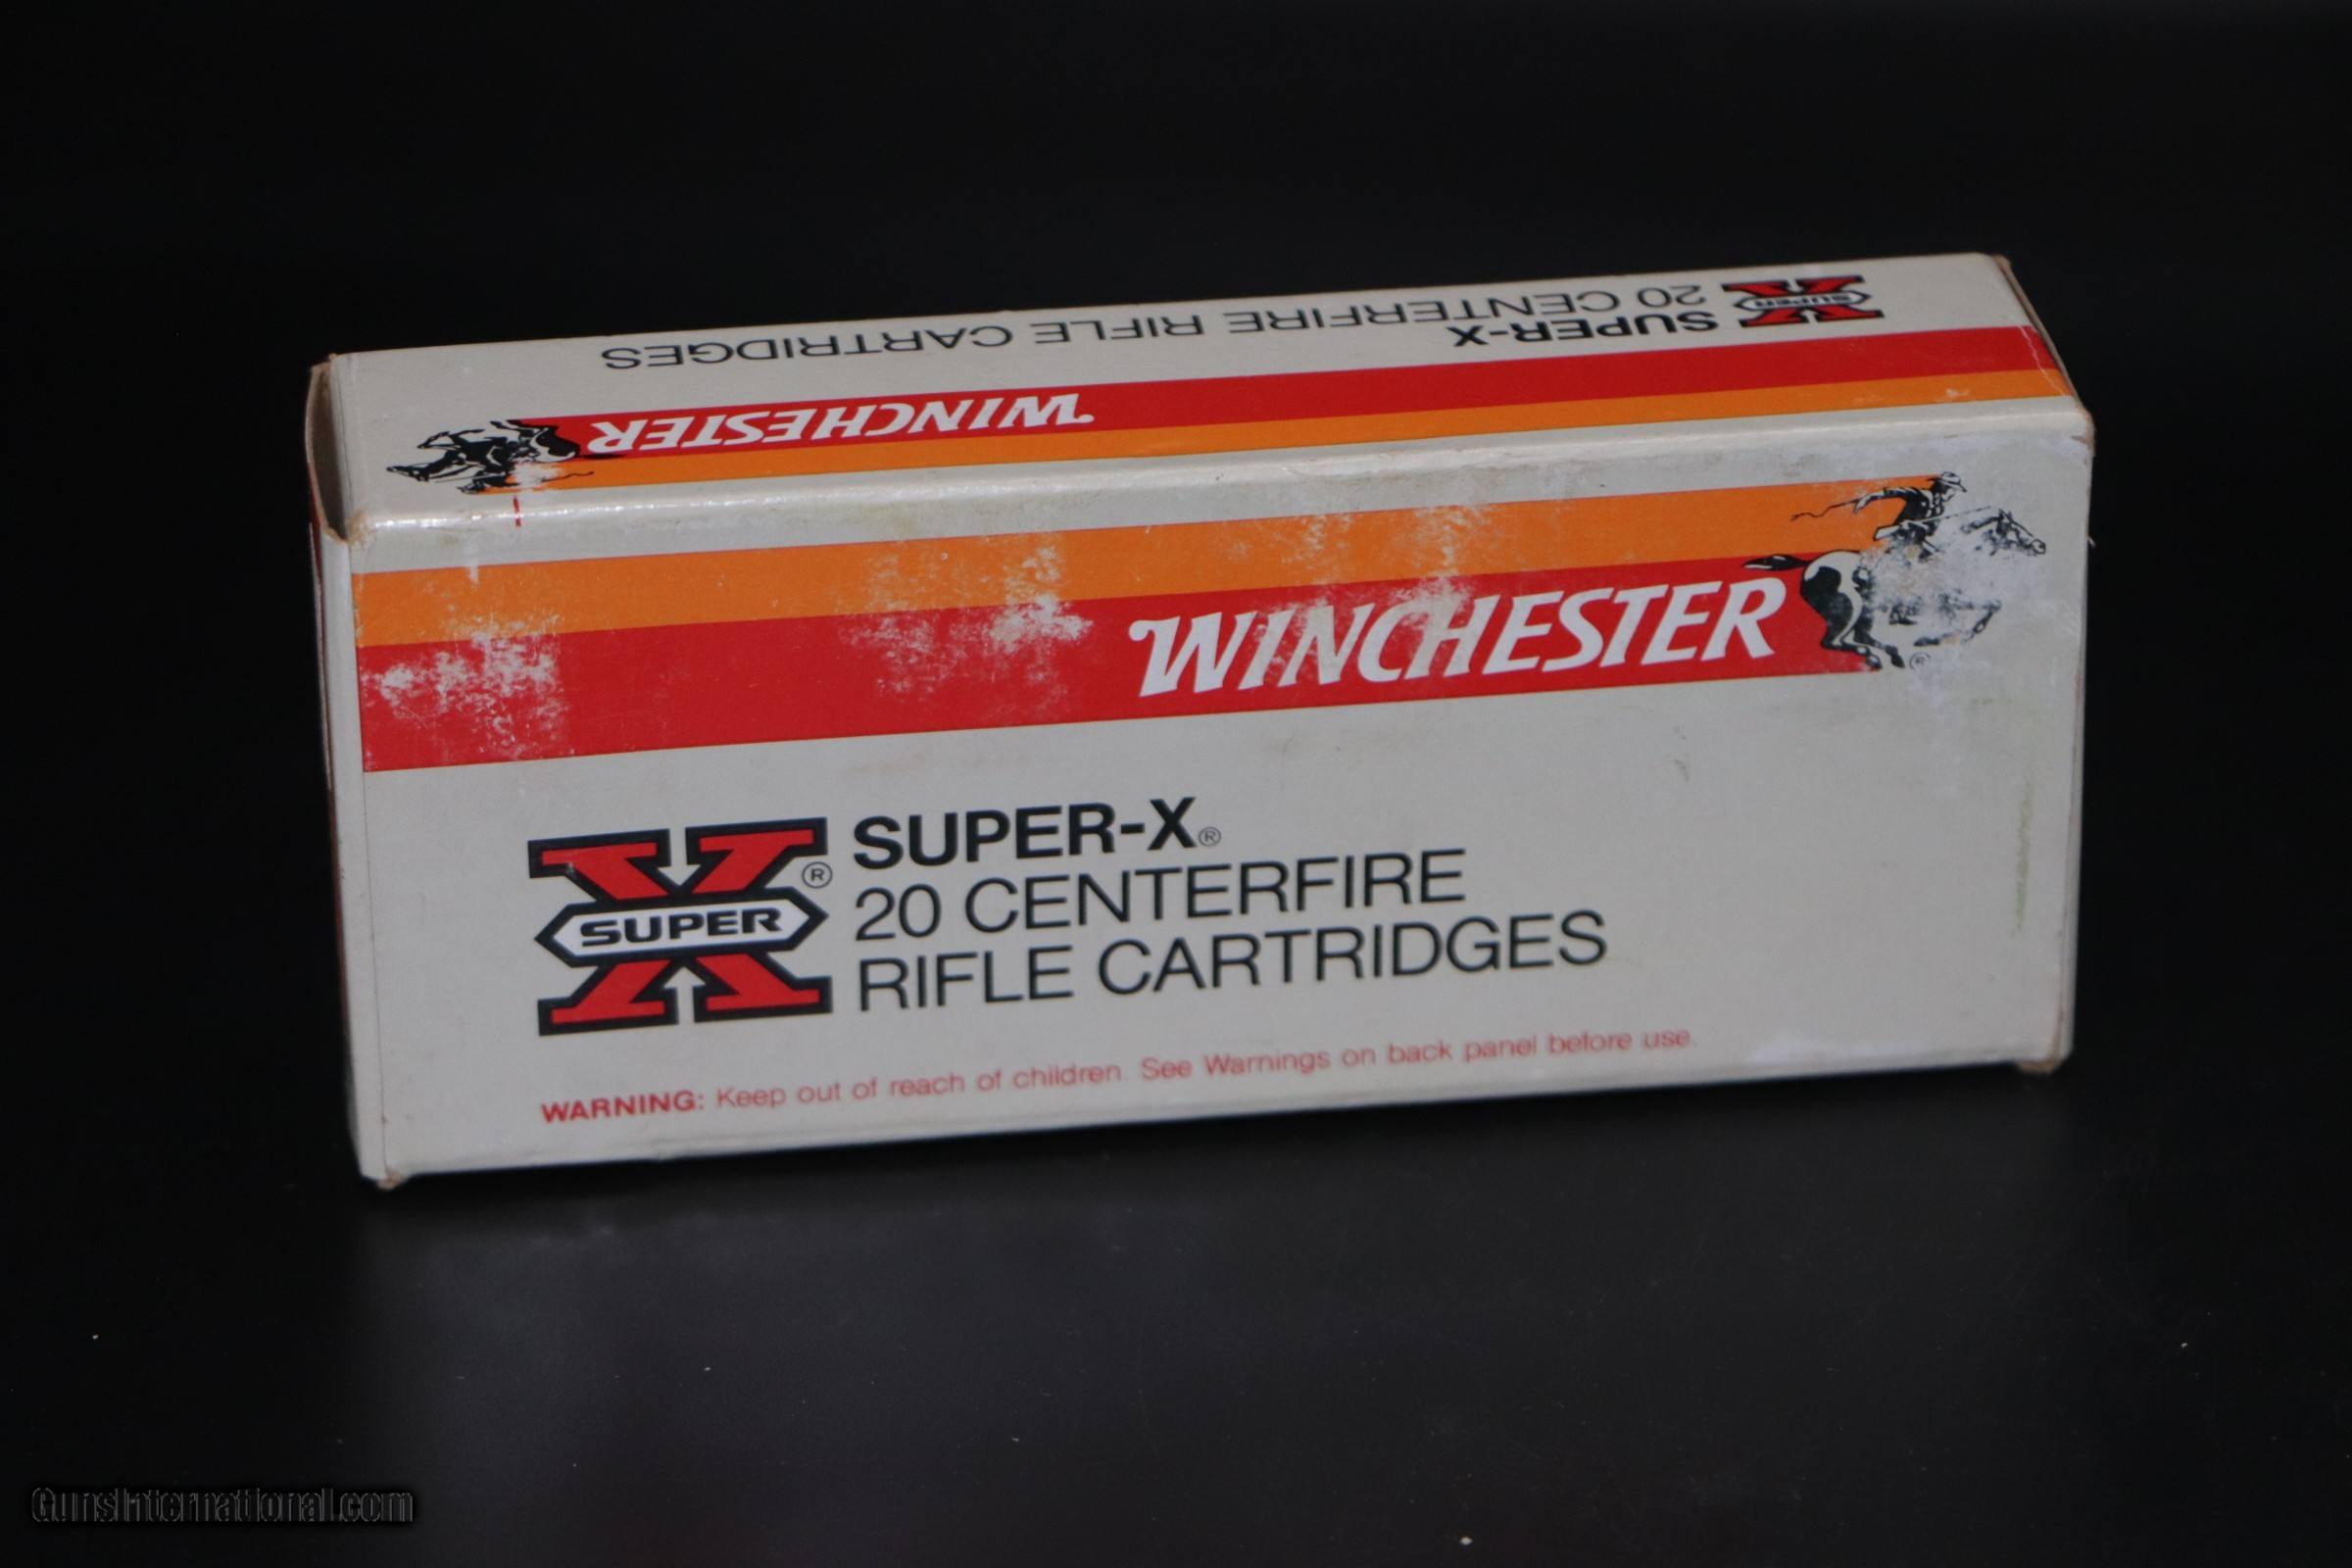 SUPER-X
20 CENTERFIRE RIFLE CARTRIDGES
SUPER X
WINCHESTER
WINCHESTER
®
X SUPER ®
SUPER-X®
20 CENTERFIRE
RIFLE CARTRIDGES
WARNING: Keep out of reach of children. See Warnings on back panel before use.
GunsInternational.com